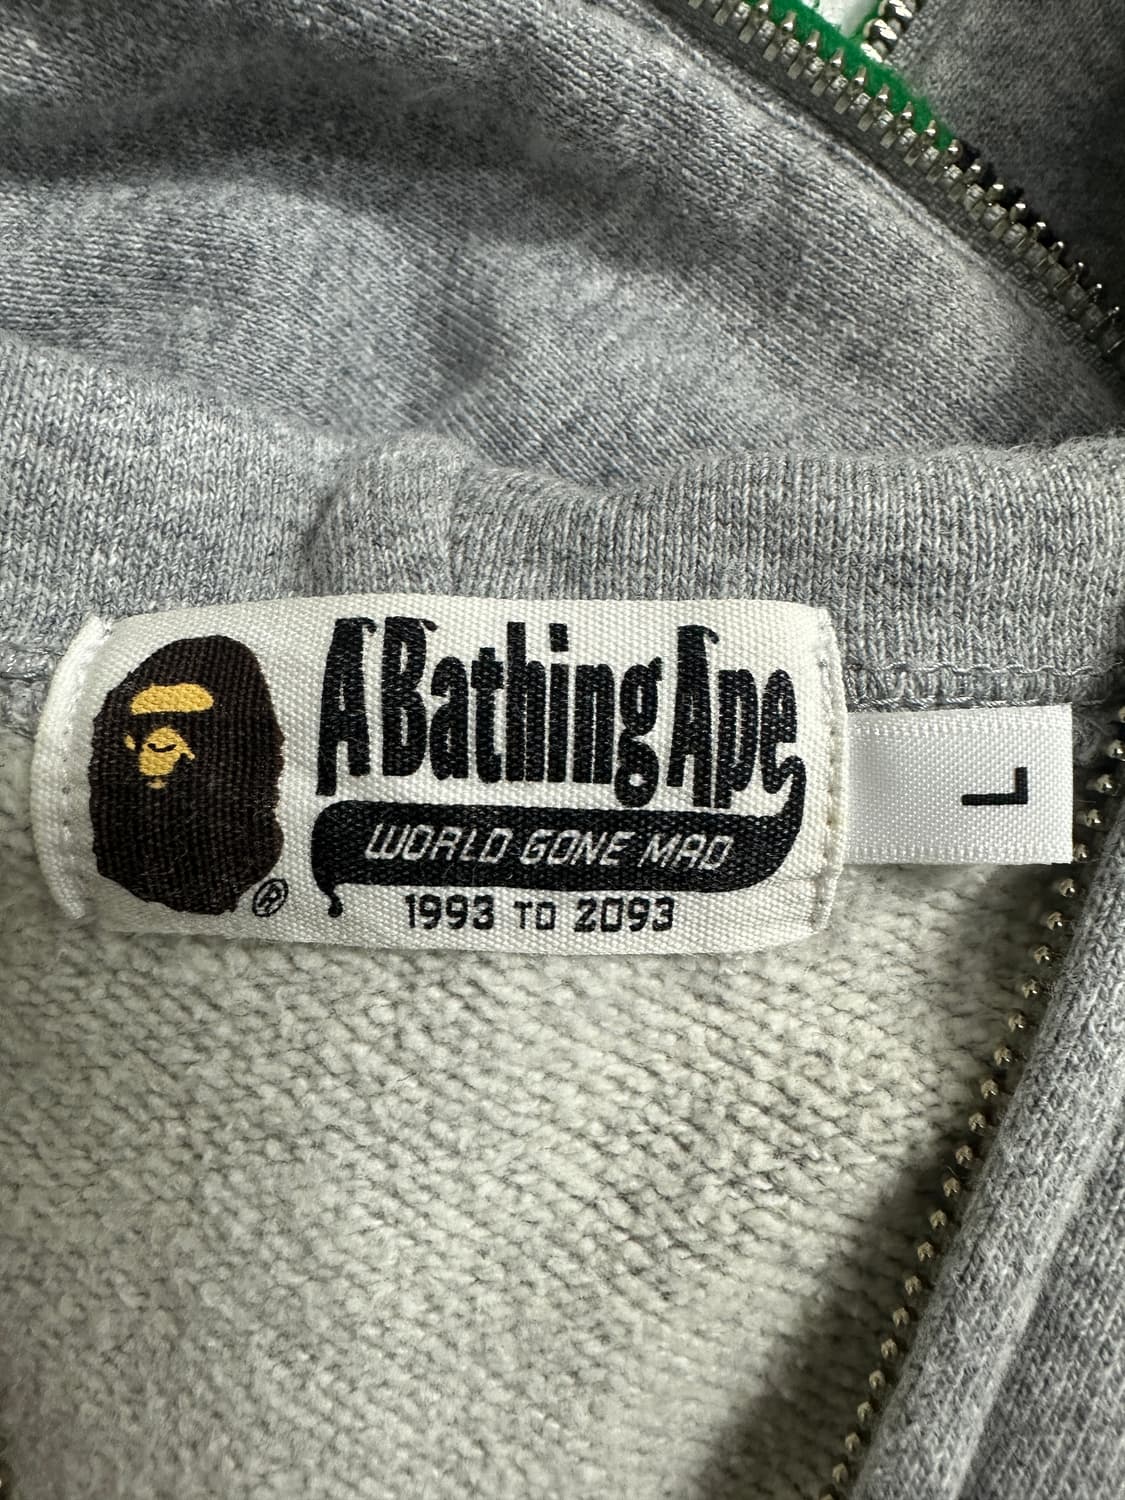 A Bathing Ape
WORLD GONE MAD
1993 TO 2093
®
L